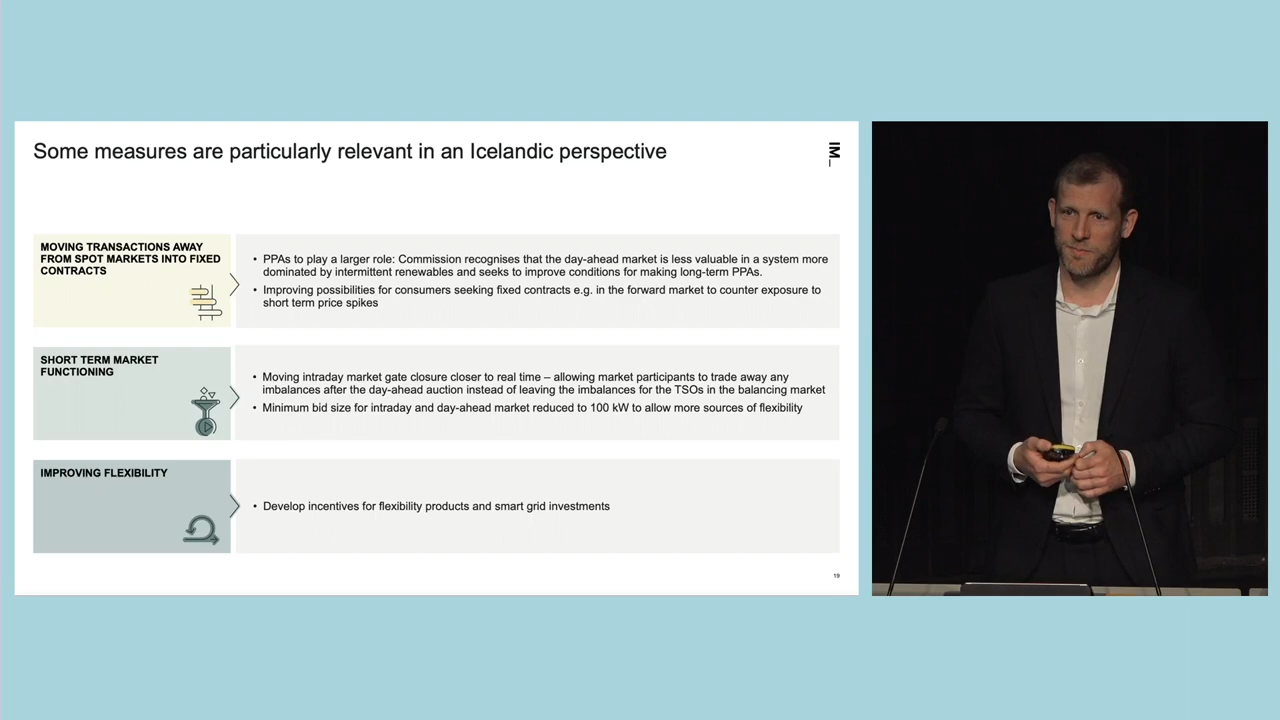 Some measures are particularly relevant in an Icelandic perspective
IM_
MOVING TRANSACTIONS AWAY
FROM SPOT MARKETS INTO FIXED
CONTRACTS
• PPAs to play a larger role: Commission recognises that the day-ahead market is less valuable in a system more
dominated by intermittent renewables and seeks to improve conditions for making long-term PPAs.
• Improving possibilities for consumers seeking fixed contracts e.g. in the forward market to counter exposure to
short term price spikes
SHORT TERM MARKET
FUNCTIONING
• Moving intraday market gate closure closer to real time – allowing market participants to trade away any
imbalances after the day-ahead auction instead of leaving the imbalances for the TSOs in the balancing market
• Minimum bid size for intraday and day-ahead market reduced to 100 kW to allow more sources of flexibility
IMPROVING FLEXIBILITY
• Develop incentives for flexibility products and smart grid investments
19